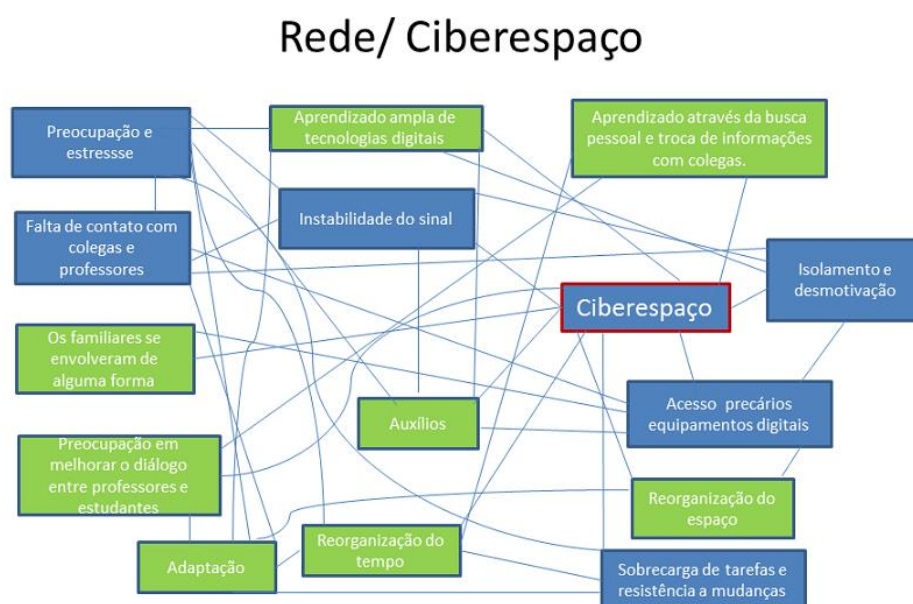 Rede/ Ciberespaço
Preocupação e
estressse
Aprendizado ampla de
tecnologias digitais
Aprendizado através da busca
pessoal e troca de informações
com colegas.
Falta de contato com
colegas e
professores
Instabilidade do sinal
Isolamento e
desmotivação
Ciberespaço
Os familiares se
envolveram de
alguma forma
Auxílios
Acesso precários
equipamentos digitais
Preocupação em
melhorar o diálogo
entre professores e
estudantes
Reorganização do
espaço
Adaptação
Reorganização do
tempo
Sobrecarga de tarefas e
resistência a mudanças